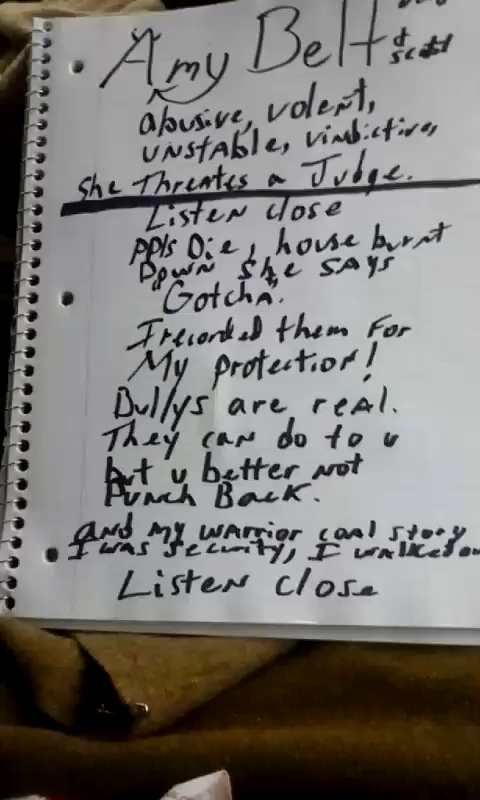 Amy Belt &
scott
abusive, volent,
UNSTABLE, vindictive,
She Threates a Judge.
Listen close
ppls Die, house burnt
Down she SAYS
"Gotcha".
I recorded them For
My protection!
Bullys are real.
They can do to u
but u better not
Punch Back.
and my warrior coal story
I was security, I walked ou
Listen close